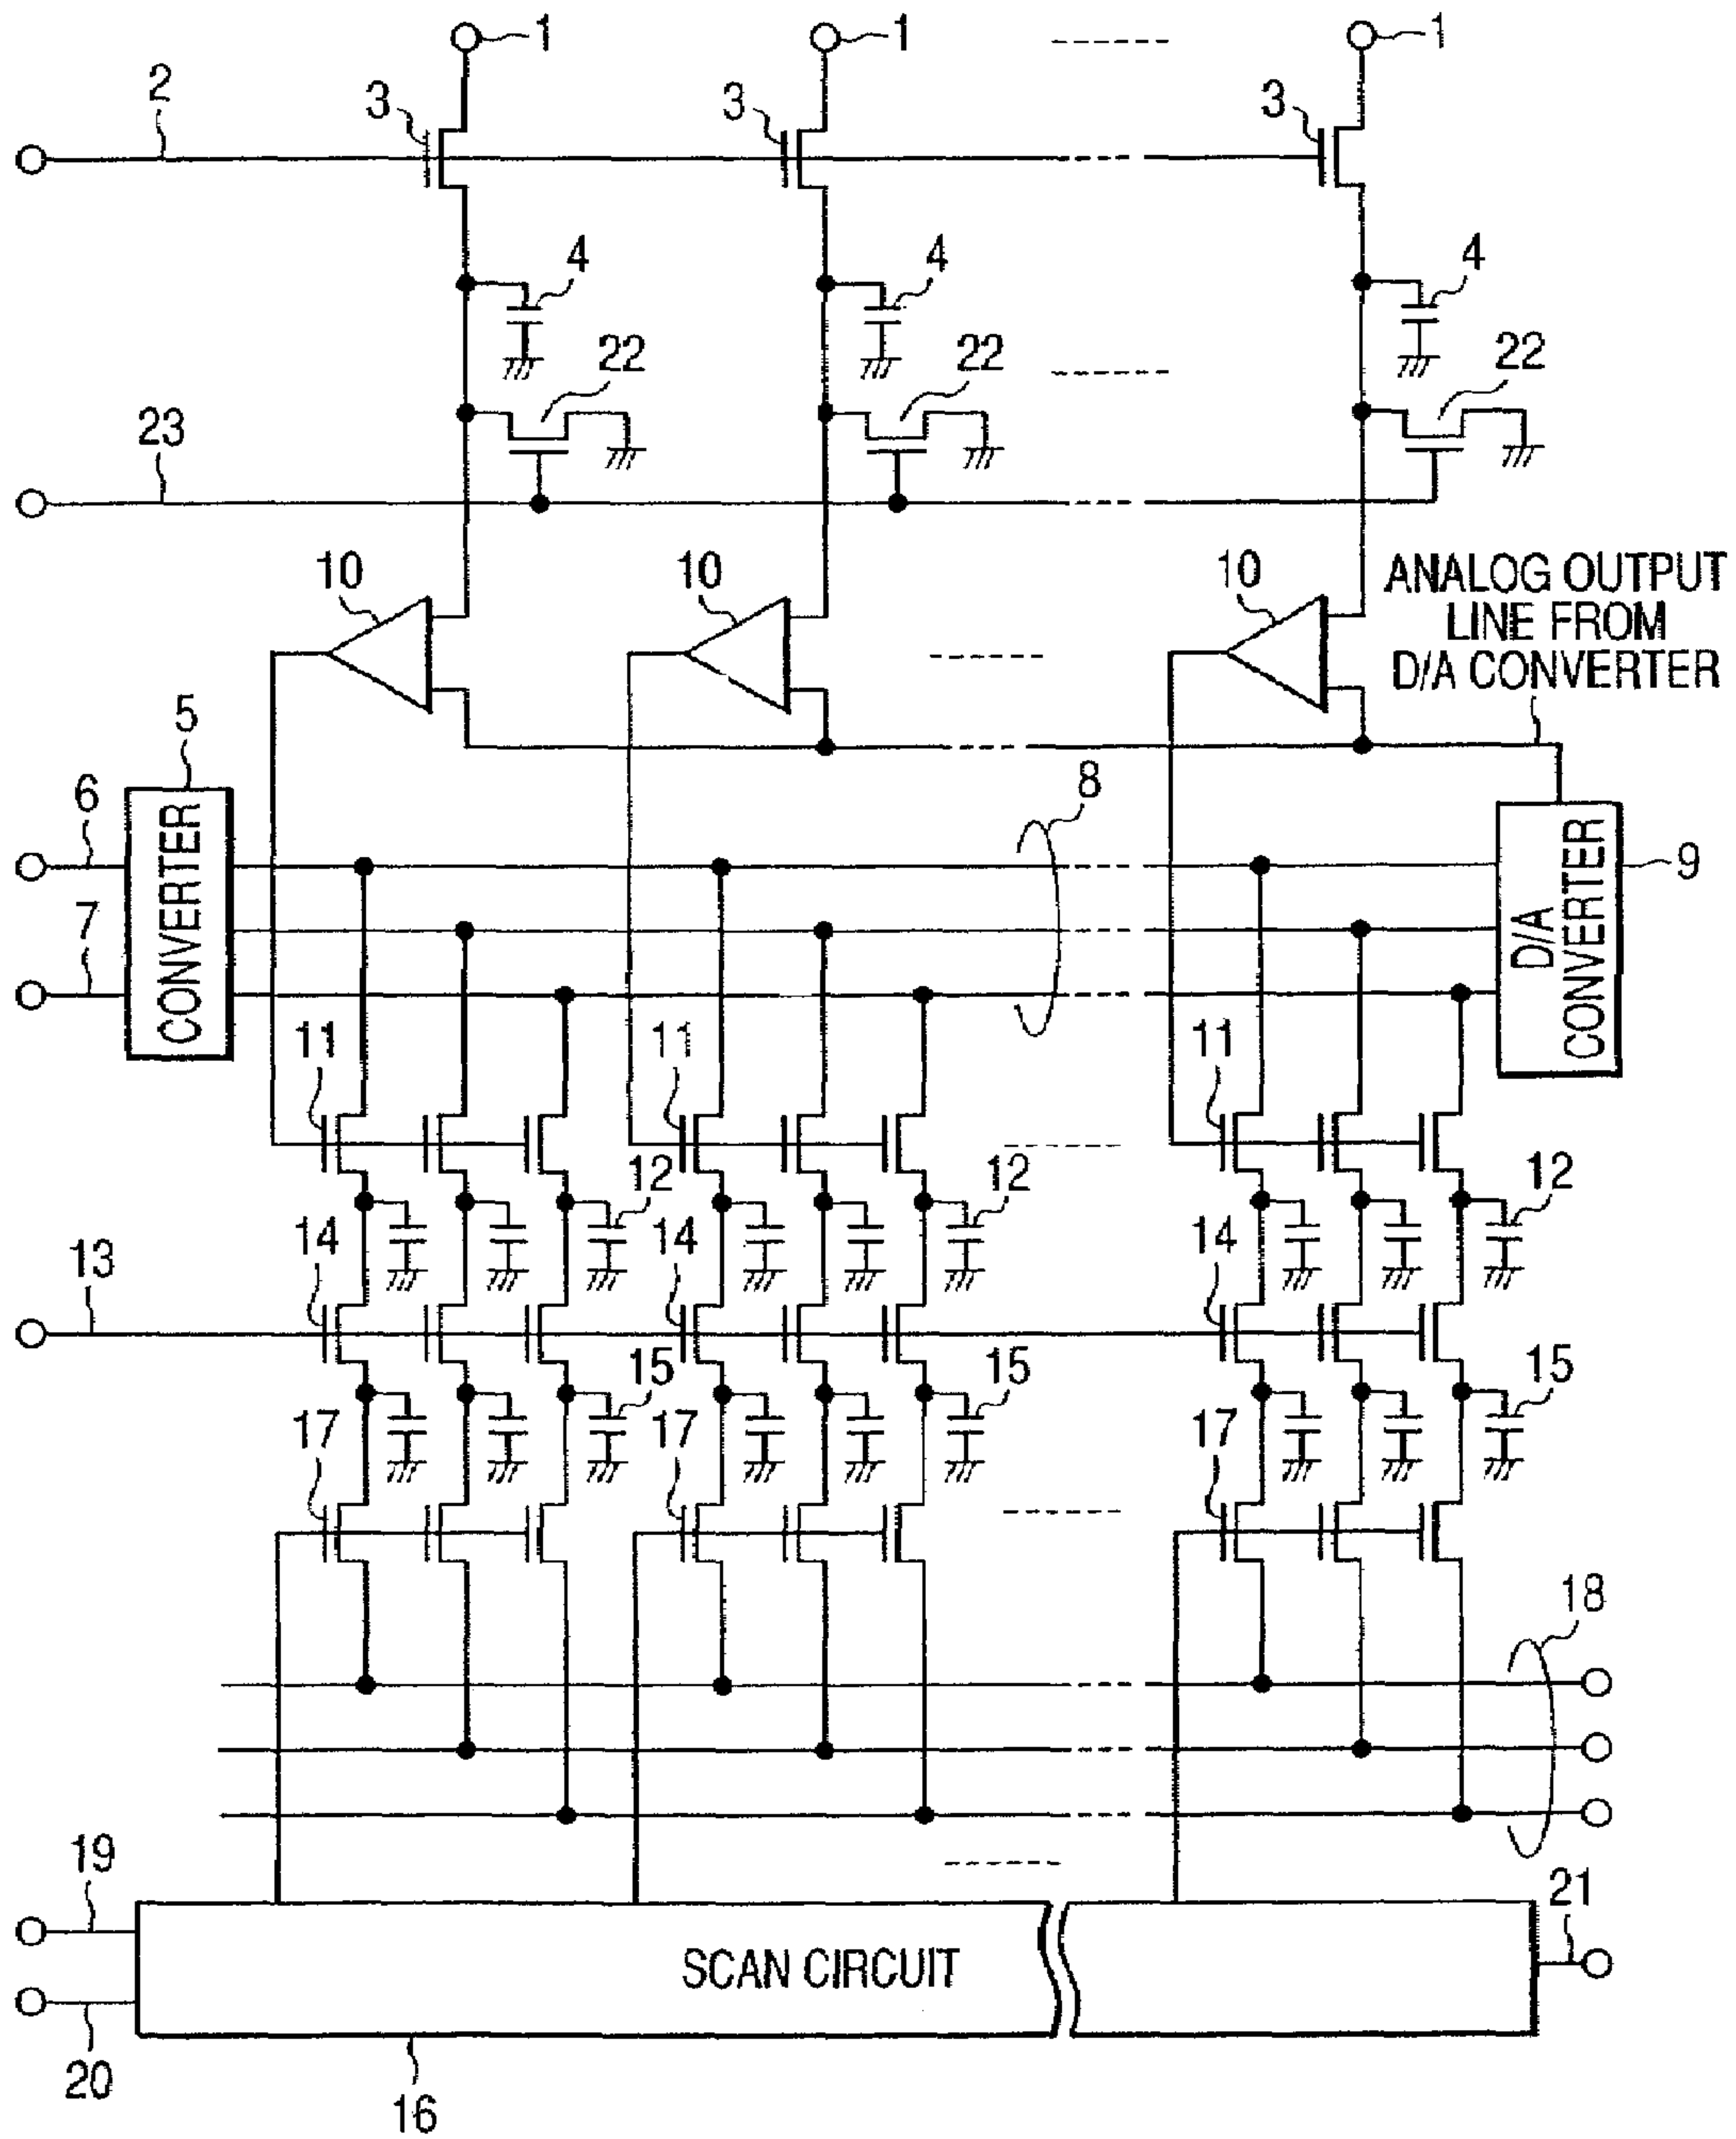 1 1 1
2 3 3 3
4 4 4
22 22 22
23
10 10 10 ANALOG OUTPUT
LINE FROM
D/A CONVERTER
5
6 8
CONVERTER D/A
CONVERTER 9
7
11 11 11
12 12 12
14 14 14
13
15 15 15
17 17 17
18
19 21
SCAN CIRCUIT
20
16